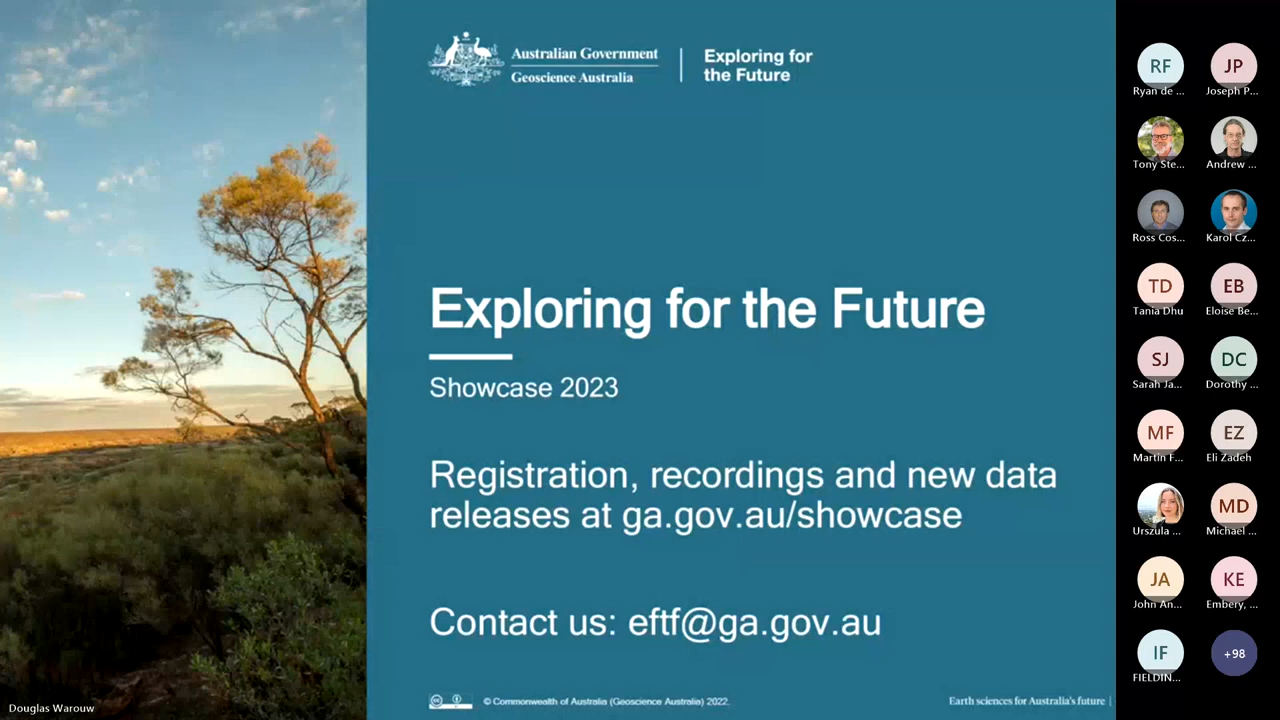 Australian Government
Geoscience Australia
Exploring for
the Future
Exploring for the Future
Showcase 2023
Registration, recordings and new data
releases at ga.gov.au/showcase
Contact us: eftf@ga.gov.au
© Commonwealth of Australia (Geoscience Australia) 2022.
Earth sciences for Australia's future
Douglas Warouw
RF
Ryan de ...
JP
Joseph P...
Tony Ste...
Andrew ...
Ross Cos...
Karol Cz...
TD
Tania Dhu
EB
Eloise Be...
SJ
Sarah Ja...
DC
Dorothy ...
MF
Martin F...
EZ
Eli Zadeh
Urszula ...
MD
Michael ...
JA
John An...
KE
Embery, ...
IF
FIELDIN...
+98